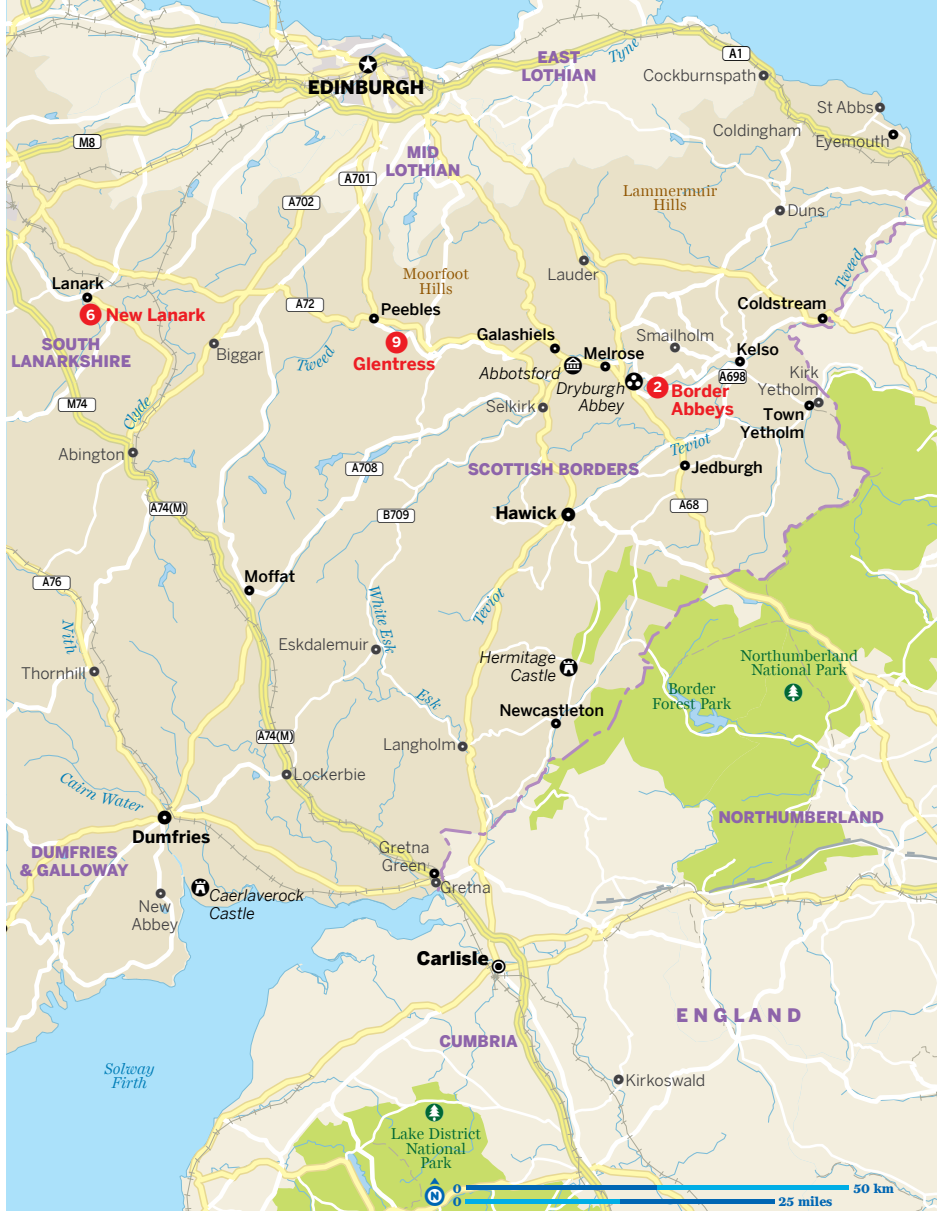 EAST
LOTHIAN
Tyne
A1
Cockburnspath
EDINBURGH
St Abbs
Coldingham
Eyemouth
M8
MID
LOTHIAN
A701
A702
Lammermuir
Hills
Duns
Lauder
Tweed
Moorfoot
Hills
Lanark
6 New Lanark
A72
Peebles
Coldstream
SOUTH
LANARKSHIRE
Biggar
Tweed
9
Glentress
Galashiels
Smailholm
Melrose
Kelso
Abbotsford
A698
Kirk
Yetholm
Dryburgh
Abbey
2 Border
Abbeys
Town
Yetholm
M74
Clyde
Selkirk
Teviot
Abington
A708
SCOTTISH BORDERS
Jedburgh
A74(M)
B709
Hawick
A68
A76
Moffat
White Esk
Teviot
Nith
Eskdalemuir
Hermitage
Castle
Northumberland
National Park
Thornhill
Border
Forest Park
Esk
Newcastleton
A74(M)
Langholm
Lockerbie
Cairn Water
NORTHUMBERLAND
Dumfries
DUMFRIES
& GALLOWAY
Gretna
Green
Gretna
Caerlaverock
Castle
New
Abbey
Carlisle
ENGLAND
CUMBRIA
Solway
Firth
Kirkoswald
Lake District
National
Park
N
0 50 km
0 25 miles